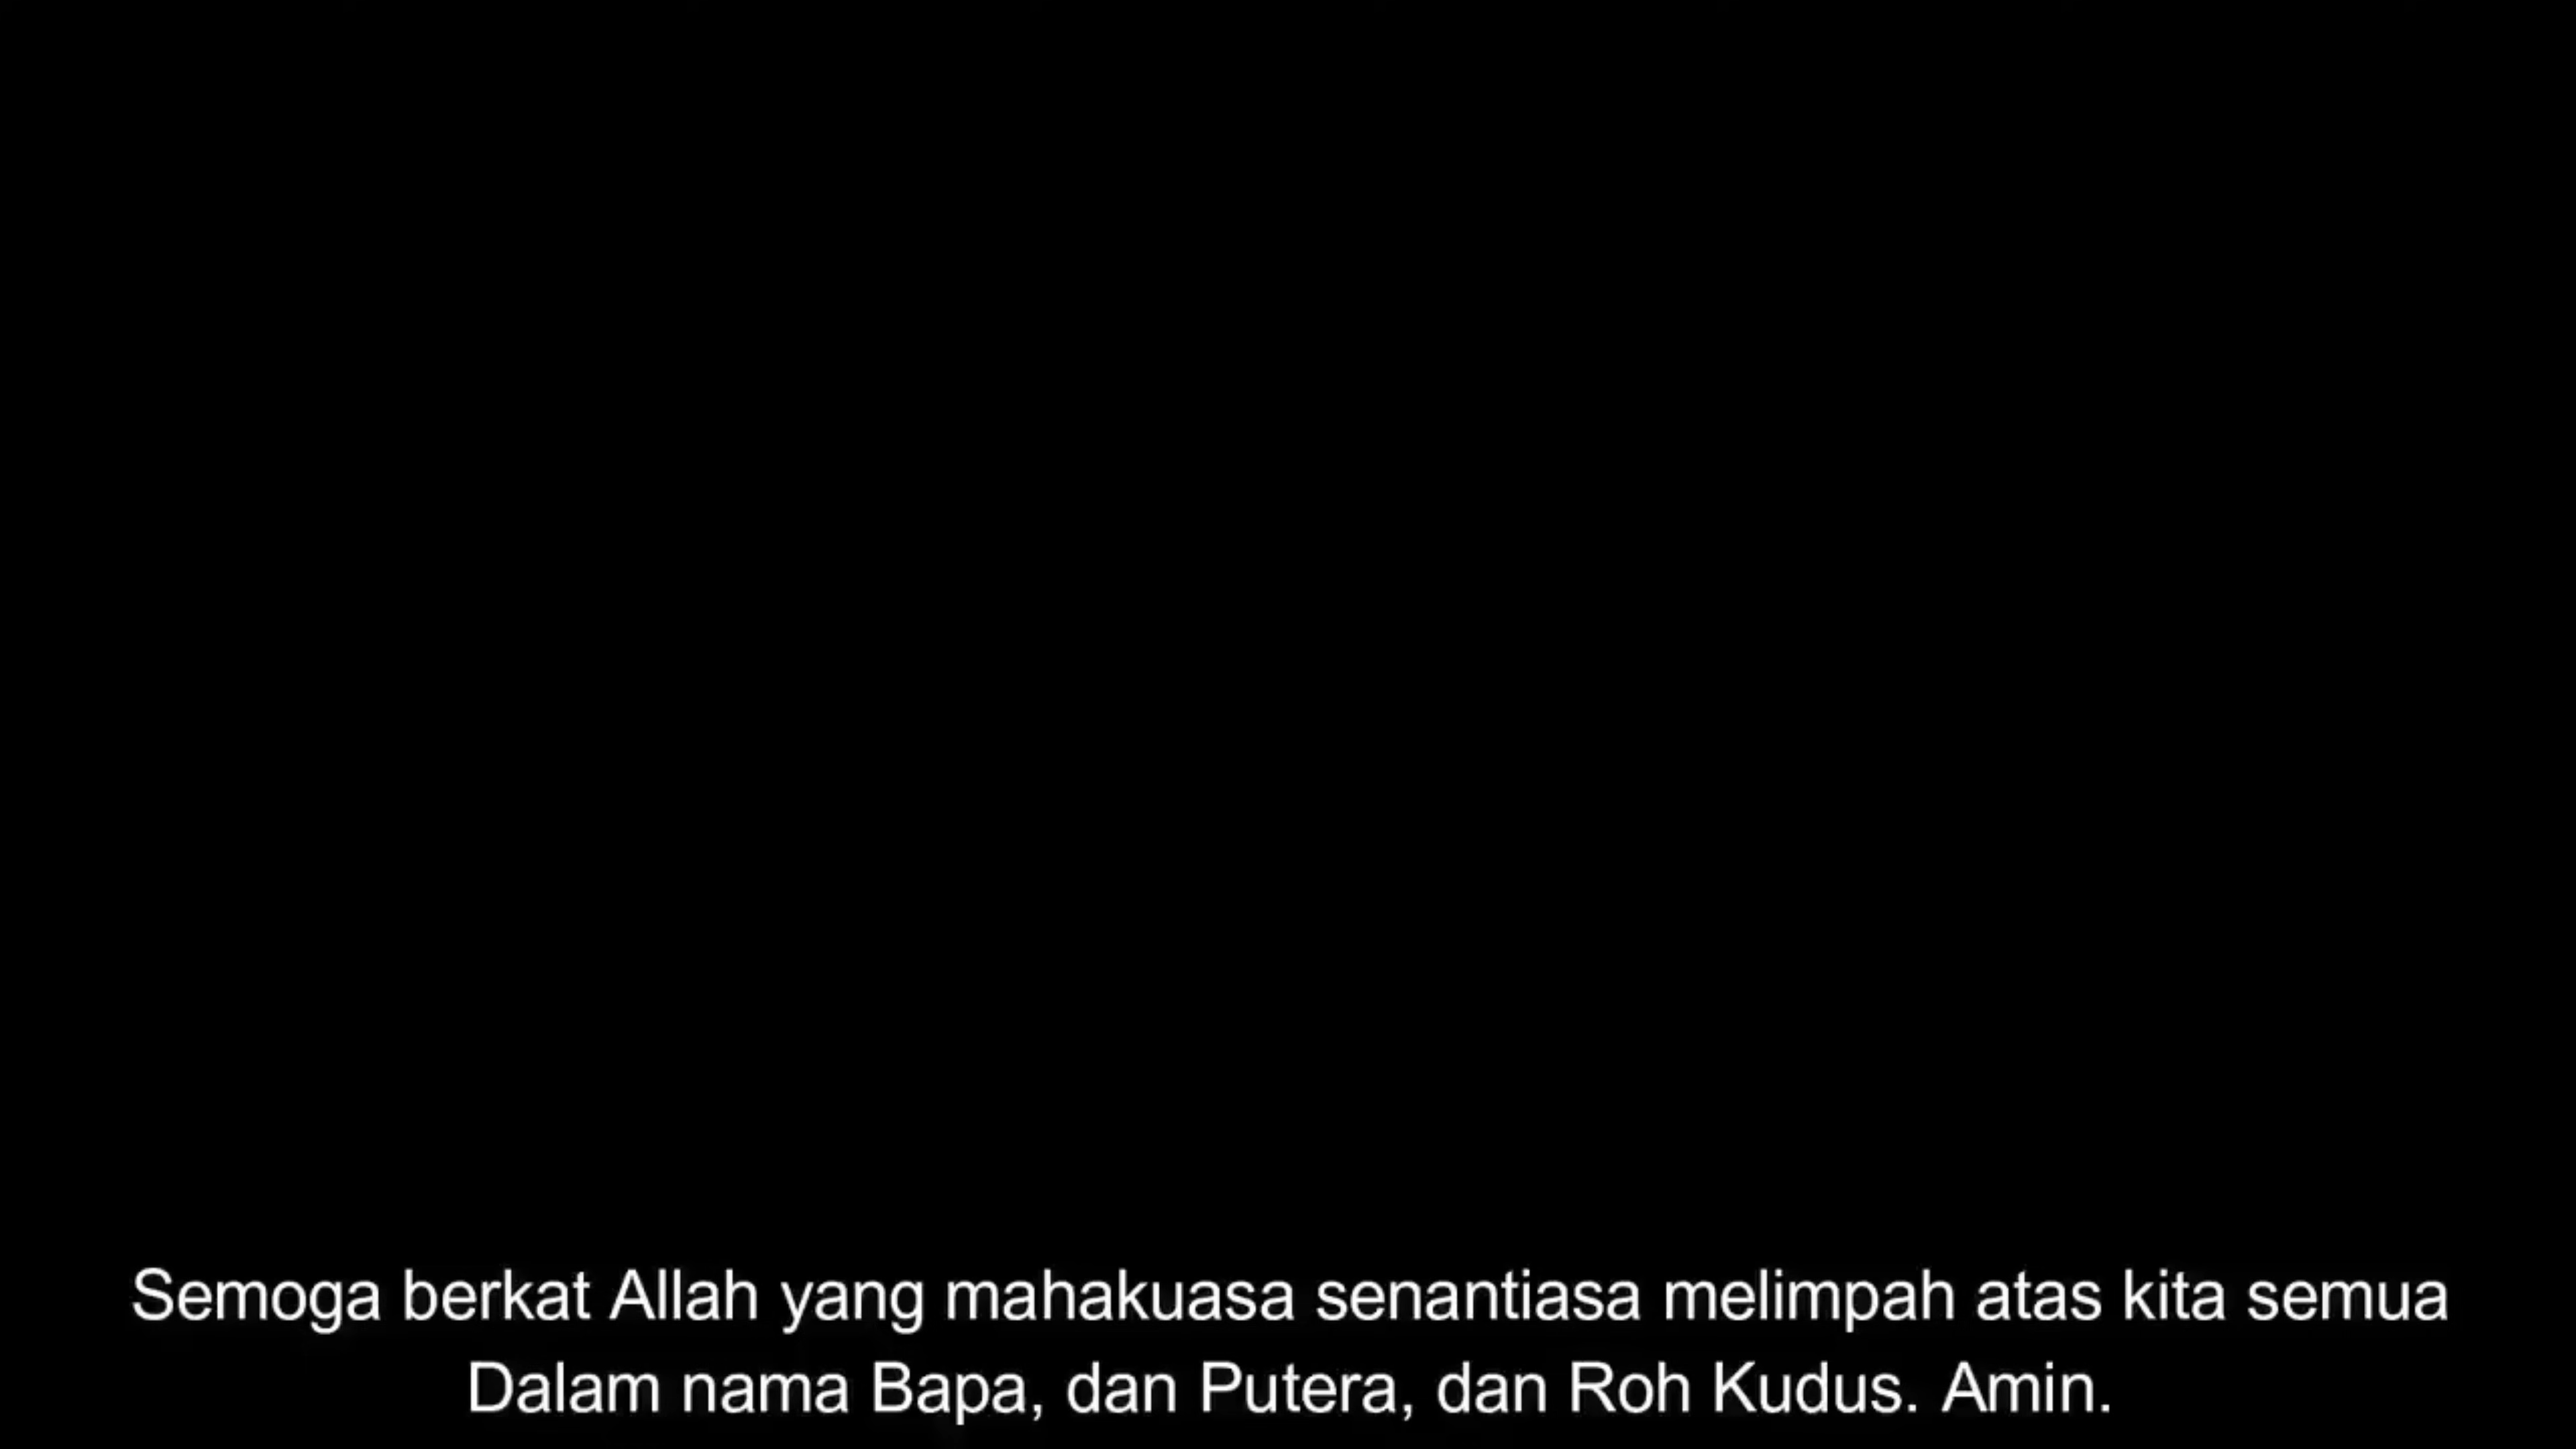 Semoga berkat Allah yang mahakuasa senantiasa melimpah atas kita semua
Dalam nama Bapa, dan Putera, dan Roh Kudus. Amin.